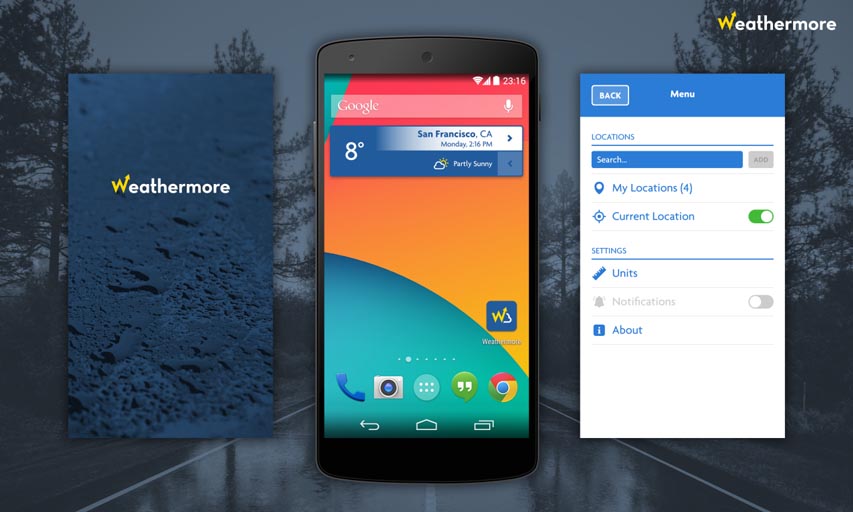 Weathermore
Weathermore
23:16
Google
8°
San Francisco, CA
Monday, 2:16 PM
Partly Sunny
Weathermore
BACK
Menu
LOCATIONS
Search...
ADD
My Locations (4)
Current Location
SETTINGS
Units
Notifications
About